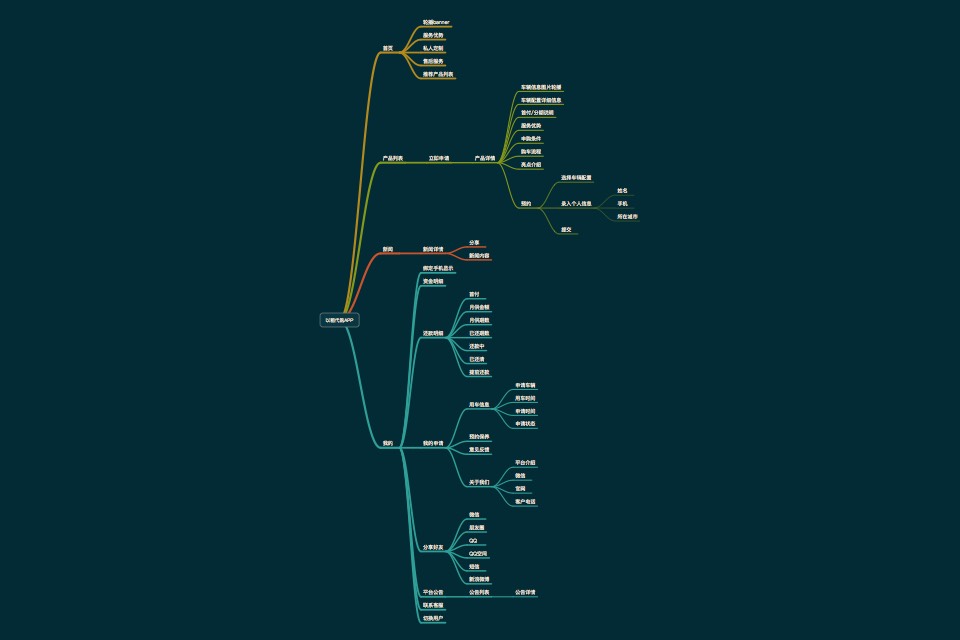 以租代购APP
首页
轮播banner
服务优势
私人定制
售后服务
推荐产品列表
产品列表
立即申请
产品详情
车辆信息图片轮播
车辆配置详细信息
首付/分期说明
服务优势
申购条件
购车流程
亮点介绍
预约
选择车辆配置
录入个人信息
姓名
手机
所在城市
提交
新闻
新闻详情
分享
新闻内容
我的
绑定手机显示
资金明细
还款明细
首付
月供金额
月供期数
已还期数
还款中
已还清
提前还款
我的申请
用车信息
申请车辆
用车时间
申请时间
申请状态
预约保养
意见反馈
关于我们
平台介绍
微信
官网
客户电话
分享好友
微信
朋友圈
QQ
QQ空间
短信
新浪微博
平台公告
公告列表
公告详情
联系客服
切换用户